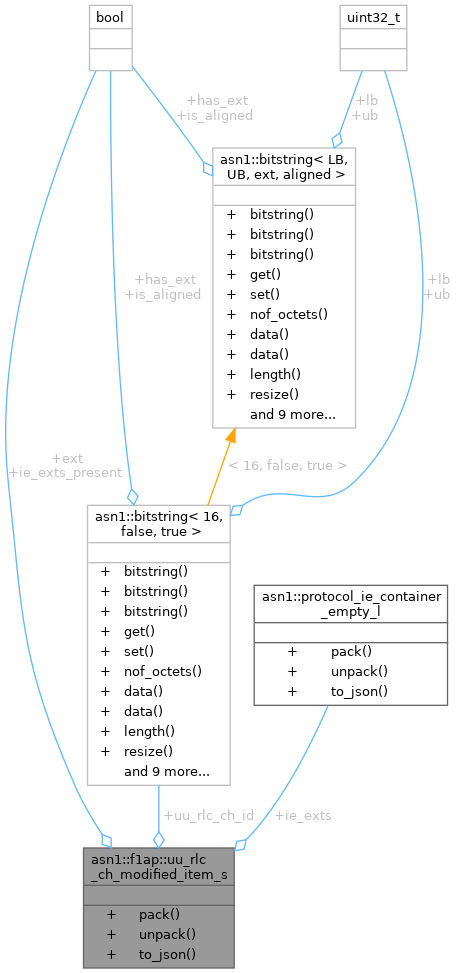 bool
uint32_t
+has_ext
+is_aligned
+lb
+ub
asn1::bitstring< LB,
UB, ext, aligned >
+ bitstring()
+ bitstring()
+ bitstring()
+ get()
+ set()
+ nof_octets()
+ data()
+ data()
+ length()
+ resize()
and 9 more...
+has_ext
+is_aligned
+lb
+ub
+ext
+ie_exts_present
< 16, false, true >
asn1::bitstring< 16,
false, true >
+ bitstring()
+ bitstring()
+ bitstring()
+ get()
+ set()
+ nof_octets()
+ data()
+ data()
+ length()
+ resize()
and 9 more...
asn1::protocol_ie_container
_empty_l
+ pack()
+ unpack()
+ to_json()
+uu_rlc_ch_id
+ie_exts
asn1::f1ap::uu_rlc
_ch_modified_item_s
+ pack()
+ unpack()
+ to_json()